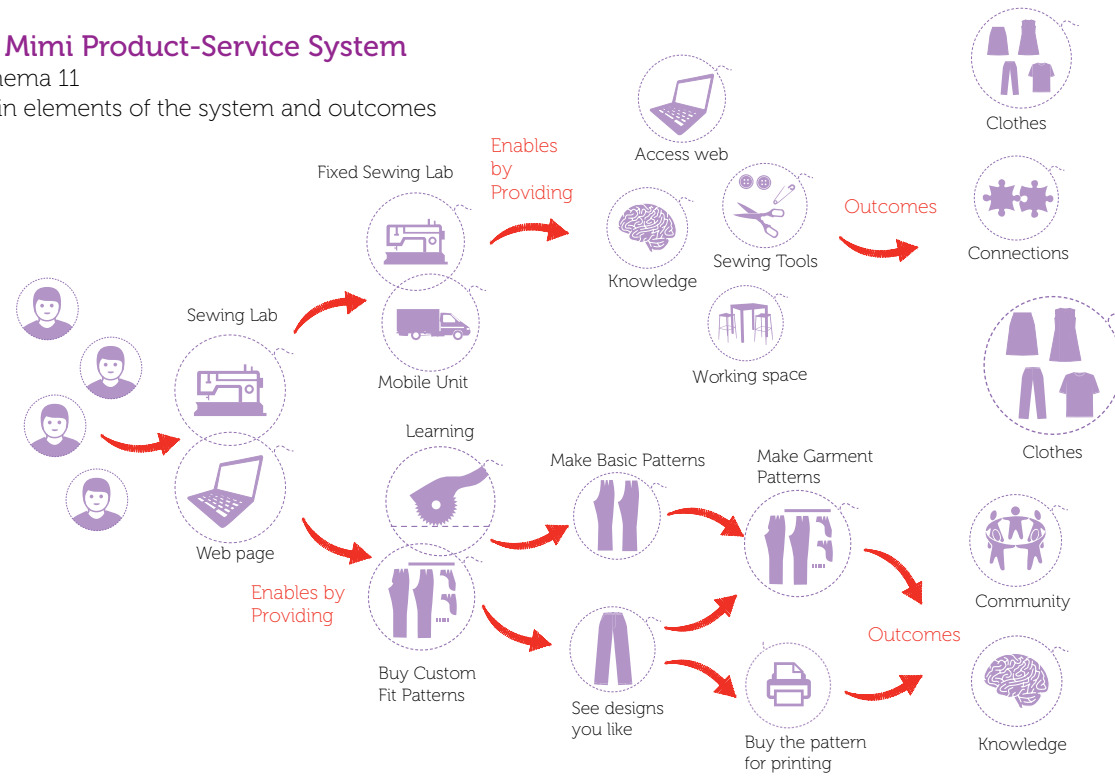 Mimi Product-Service System
ema 11
in elements of the system and outcomes
Fixed Sewing Lab
Enables
by
Providing
Access web
Clothes
Knowledge
Sewing Tools
Outcomes
Connections
Sewing Lab
Mobile Unit
Working space
Clothes
Learning
Make Basic Patterns
Make Garment
Patterns
Web page
Enables by
Providing
Buy Custom
Fit Patterns
See designs
you like
Buy the pattern
for printing
Outcomes
Community
Knowledge